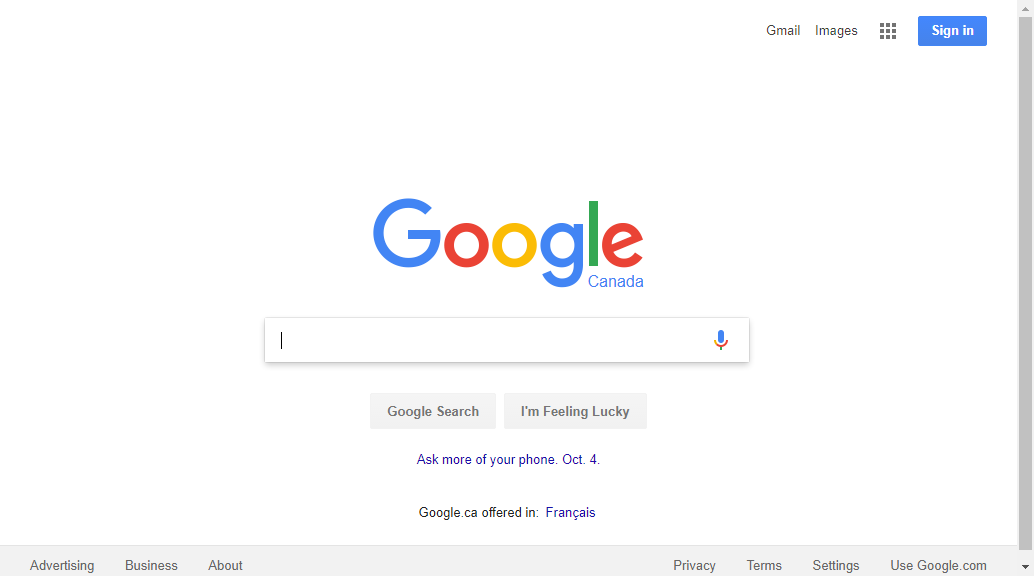 Gmail Images Sign in
Google
Canada
Google Search I'm Feeling Lucky
Ask more of your phone. Oct. 4.
Google.ca offered in: Français
Advertising Business About Privacy Terms Settings Use Google.com